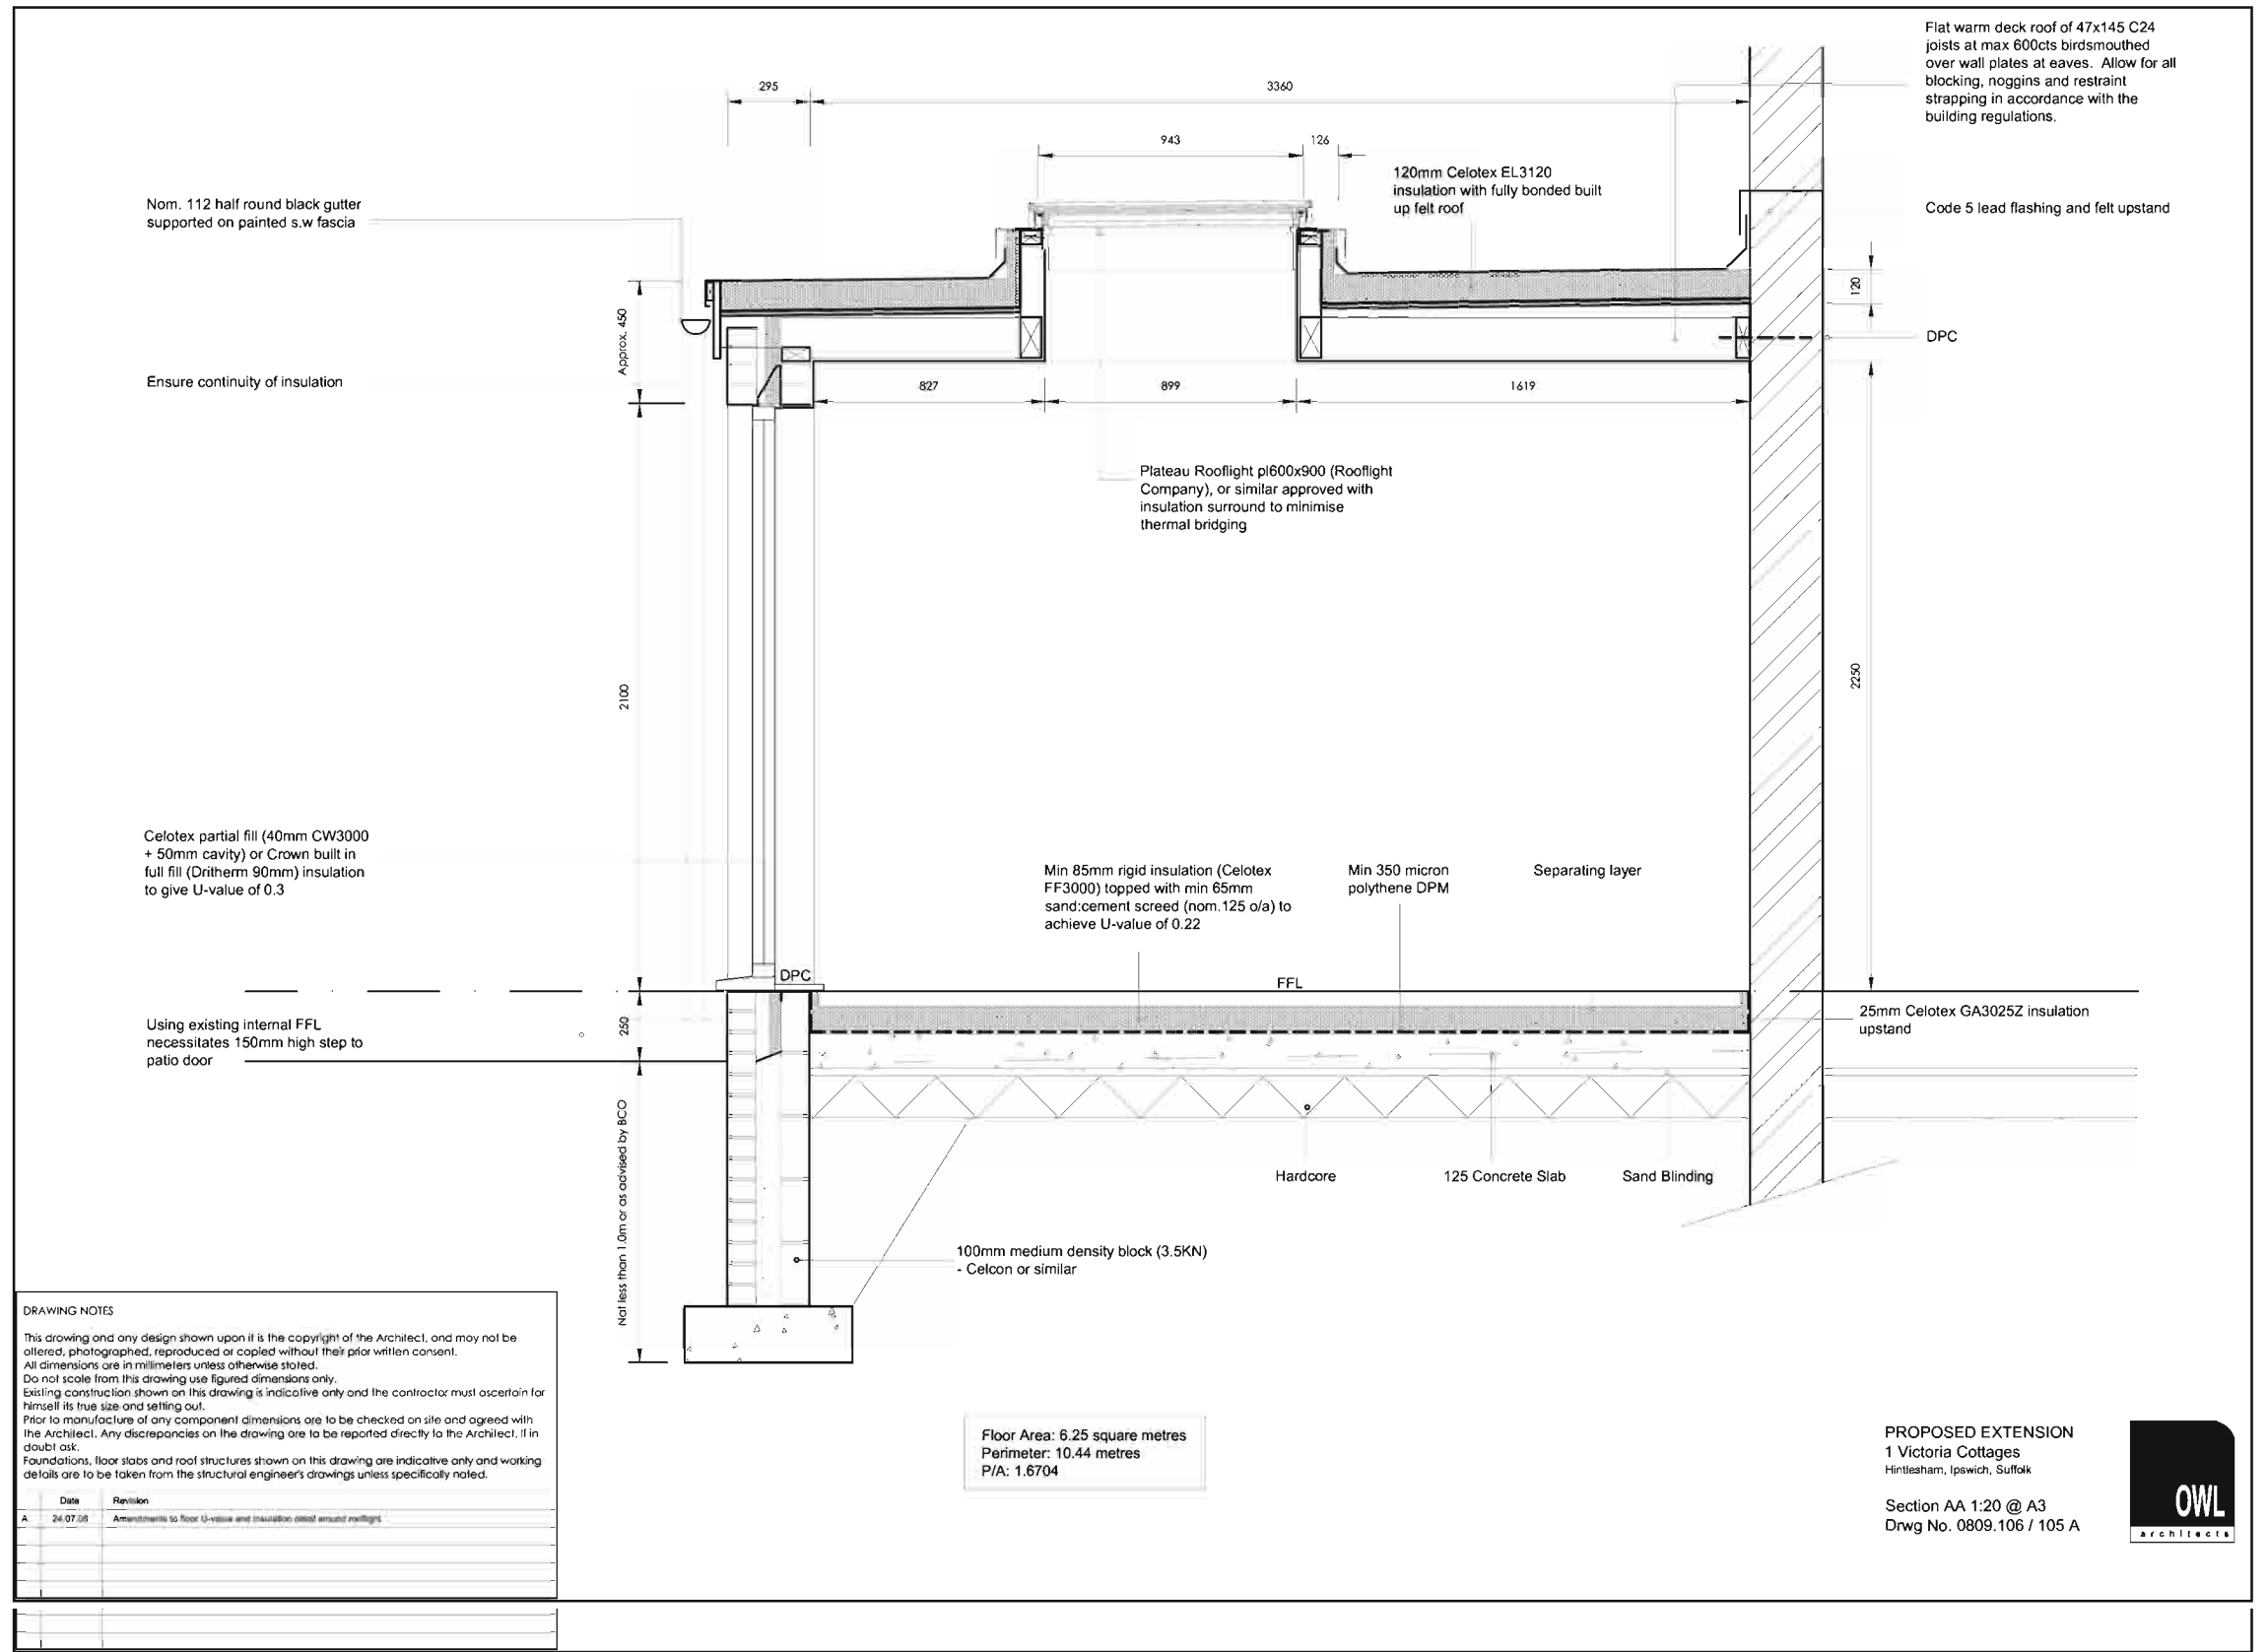 Flat warm deck roof of 47x145 C24
joists at max 600cts birdsmouthed
over wall plates at eaves. Allow for all
blocking, noggins and restraint
strapping in accordance with the
building regulations.
295
3360
943
126
120mm Celotex EL3120
insulation with fully bonded built
up felt roof
Nom. 112 half round black gutter
supported on painted s.w fascia
Code 5 lead flashing and felt upstand
120
Approx. 450
DPC
Ensure continuity of insulation
827
899
1619
Plateau Rooflight pl600x900 (Rooflight
Company), or similar approved with
insulation surround to minimise
thermal bridging
2100
2250
Celotex partial fill (40mm CW3000
+ 50mm cavity) or Crown built in
full fill (Dritherm 90mm) insulation
to give U-value of 0.3
Min 85mm rigid insulation (Celotex
FF3000) topped with min 65mm
sand:cement screed (nom.125 o/a) to
achieve U-value of 0.22
Min 350 micron
polythene DPM
Separating layer
DPC
FFL
Using existing internal FFL
necessitates 150mm high step to
patio door
250
25mm Celotex GA3025Z insulation
upstand
Not less than 1.0m or as advised by BCO
Hardcore
125 Concrete Slab
Sand Blinding
100mm medium density block (3.5KN)
- Celcon or similar
DRAWING NOTES
This drawing and any design shown upon it is the copyright of the Architect, and may not be
altered, photographed, reproduced or copied without their prior written consent.
All dimensions are in millimeters unless otherwise stated.
Do not scale from this drawing use figured dimensions only.
Existing construction shown on this drawing is indicative only and the contractor must ascertain for
himself its true size and setting out.
Prior to manufacture of any component dimensions are to be checked on site and agreed with
the Architect. Any discrepancies on the drawing are to be reported directly to the Architect. If in
doubt ask.
Foundations, floor slabs and roof structures shown on this drawing are indicative only and working
details are to be taken from the structural engineer's drawings unless specifically noted.
Date Revision
A 24.07.08 Amendments to floor U-value and insulation detail around rooflight
Floor Area: 6.25 square metres
Perimeter: 10.44 metres
P/A: 1.6704
PROPOSED EXTENSION
1 Victoria Cottages
Hintlesham, Ipswich, Suffolk
Section AA 1:20 @ A3
Drwg No. 0809.106 / 105 A
OWL
architects